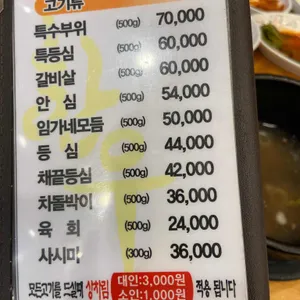 고기류
특수부위 (500g) 70,000
특등심 (500g) 60,000
갈비살 (500g) 60,000
안 심 (500g) 54,000
임가네모듬 (500g) 50,000
등 심 (500g) 44,000
채끝등심 (500g) 42,000
차돌박이 (500g) 36,000
육 회 (500g) 24,000
사시미 (300g) 36,000
모든고기를 드실때 상차림 대인:3,000원 소인:1,000원 적용 됩니다